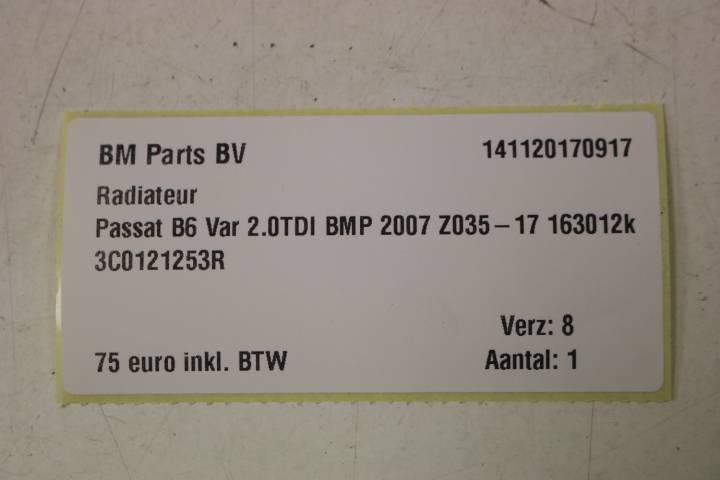 BM Parts BV 141120170917
Radiateur
Passat B6 Var 2.0TDI BMP 2007 Z035-17 163012k
3C0121253R
Verz: 8
75 euro inkl. BTW Aantal: 1